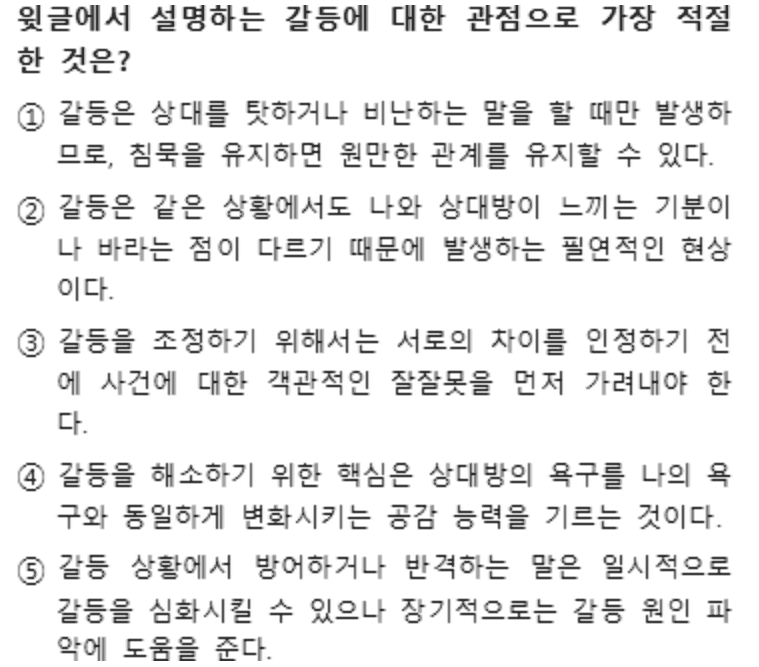 윗글에서 설명하는 갈등에 대한 관점으로 가장 적절
한 것은?
① 갈등은 상대를 탓하거나 비난하는 말을 할 때만 발생하
므로, 침묵을 유지하면 원만한 관계를 유지할 수 있다.
② 갈등은 같은 상황에서도 나와 상대방이 느끼는 기분이
나 바라는 점이 다르기 때문에 발생하는 필연적인 현상
이다.
③ 갈등을 조정하기 위해서는 서로의 차이를 인정하기 전
에 사건에 대한 객관적인 잘잘못을 먼저 가려내야 한
다.
④ 갈등을 해소하기 위한 핵심은 상대방의 욕구를 나의 욕
구와 동일하게 변화시키는 공감 능력을 기르는 것이다.
⑤ 갈등 상황에서 방어하거나 반격하는 말은 일시적으로
갈등을 심화시킬 수 있으나 장기적으로는 갈등 원인 파
악에 도움을 준다.